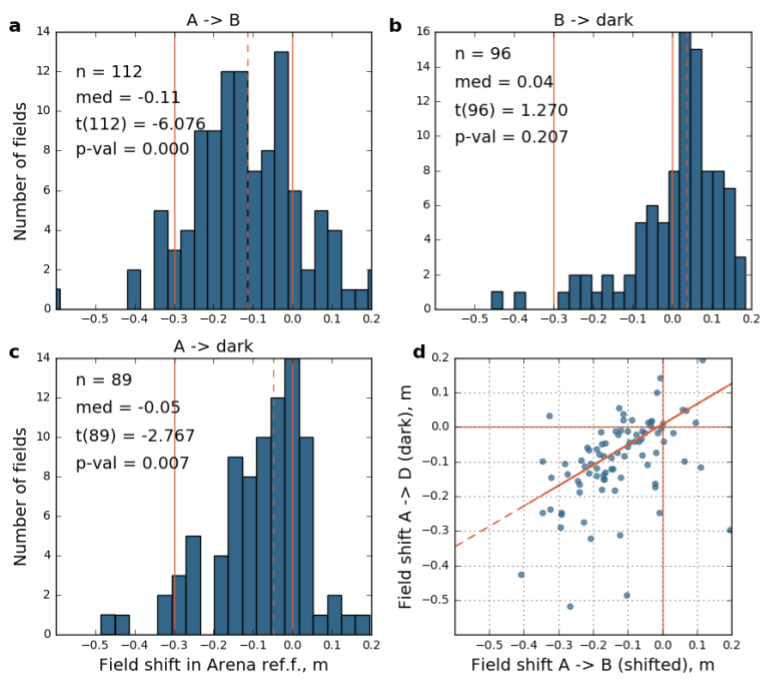 a
A -> B
n = 112
med = -0.11
t(112) = -6.076
p-val = 0.000
Number of fields
14
12
10
8
6
4
2
0
−0.5 −0.4 −0.3 −0.2 −0.1 0.0 0.1 0.2
b
B -> dark
n = 96
med = 0.04
t(96) = 1.270
p-val = 0.207
16
14
12
10
8
6
4
2
0
−0.5 −0.4 −0.3 −0.2 −0.1 0.0 0.1 0.2
c
A -> dark
n = 89
med = -0.05
t(89) = -2.767
p-val = 0.007
Number of fields
14
12
10
8
6
4
2
0
−0.5 −0.4 −0.3 −0.2 −0.1 0.0 0.1 0.2
Field shift in Arena ref.f., m
d
Field shift A -> D (dark), m
0.2
0.1
0.0
−0.1
−0.2
−0.3
−0.4
−0.5
−0.5 −0.4 −0.3 −0.2 −0.1 0.0 0.1 0.2
Field shift A -> B (shifted), m